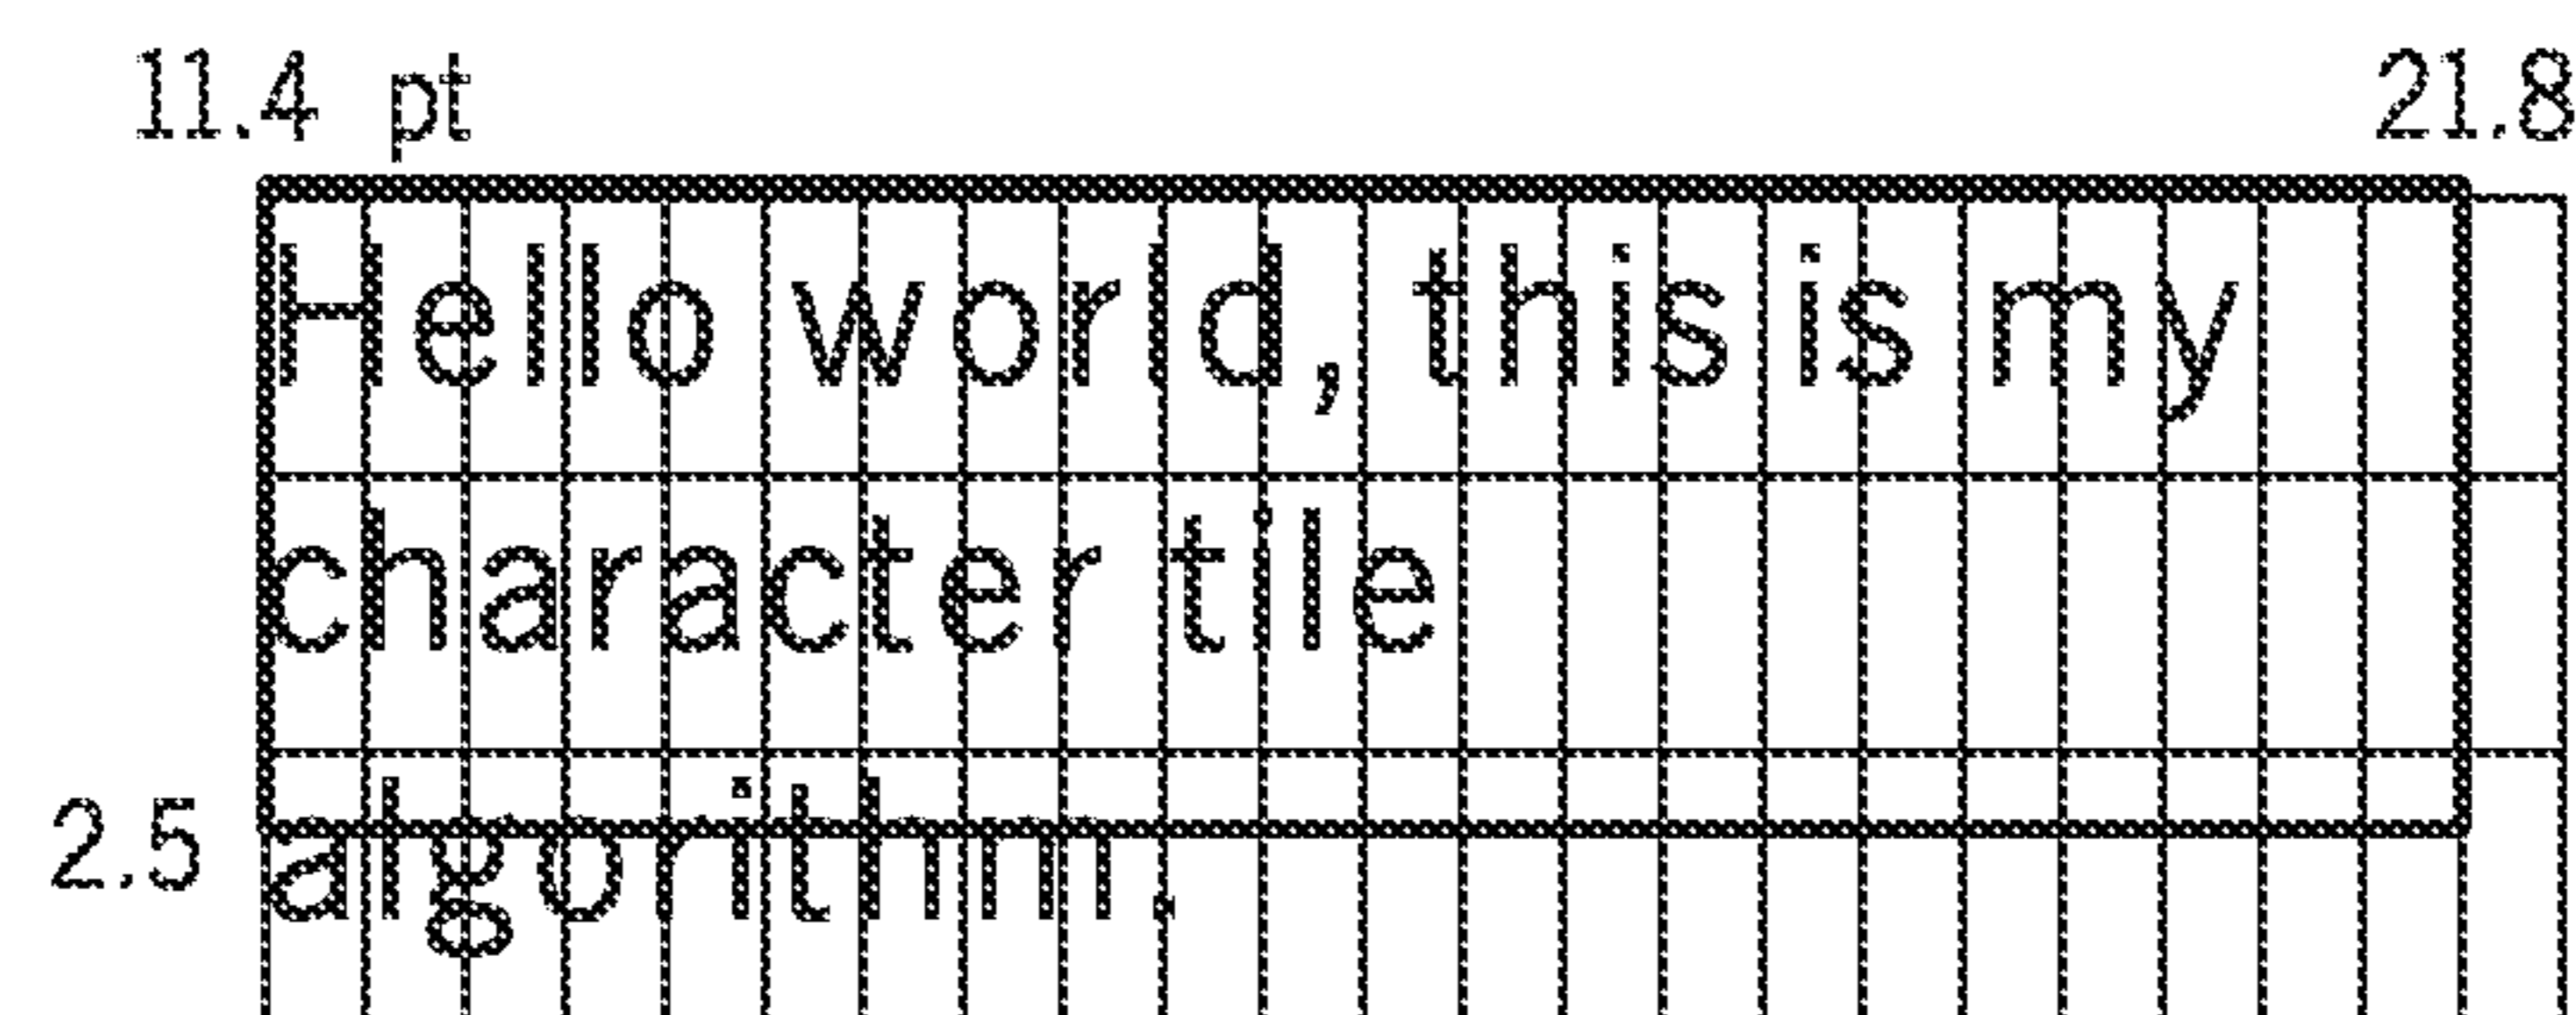 11.4 pt 21.8
Hello world, this is my
character tile
2.5 algorithm.